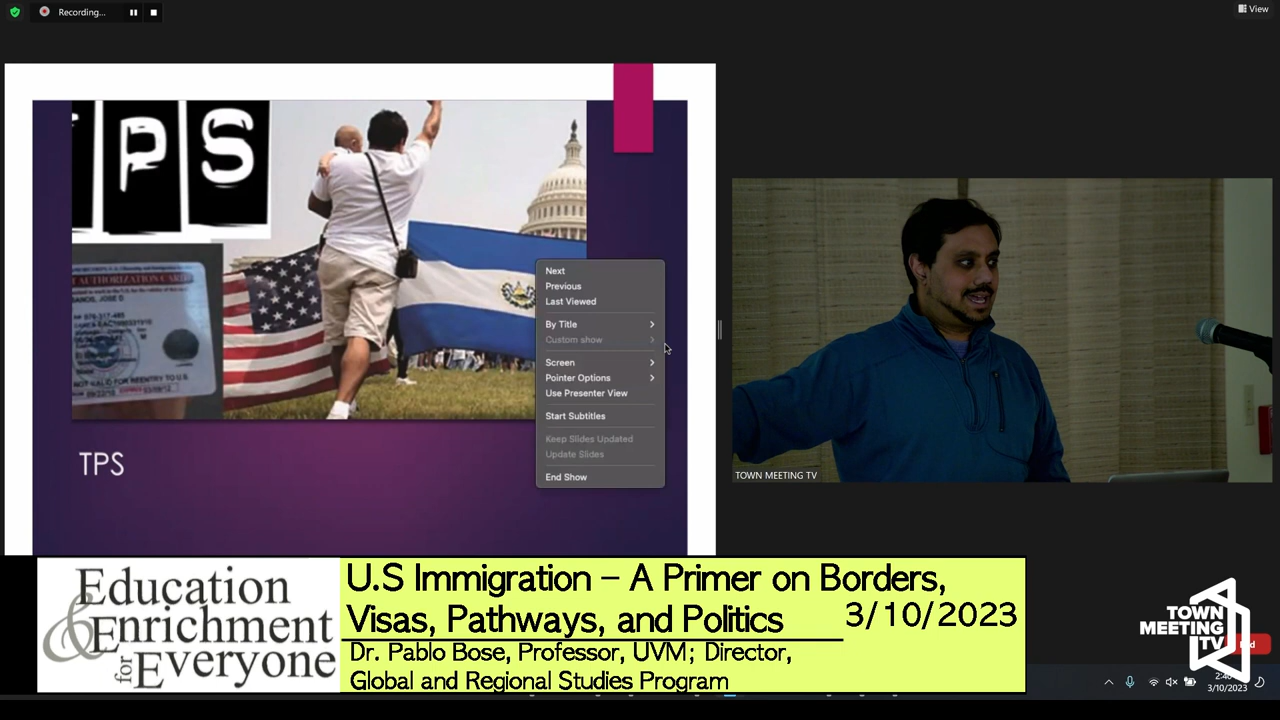 Recording...
View
PS
T AUTHORIZATION CARD
NOT VALID FOR REENTRY TO U.S.
TPS
Next
Previous
Last Viewed
By Title
Custom show
Screen
Pointer Options
Use Presenter View
Start Subtitles
Keep Slides Updated
Update Slides
End Show
TOWN MEETING TV
Education
& Enrichment
for Everyone
U.S Immigration – A Primer on Borders,
Visas, Pathways, and Politics
3/10/2023
Dr. Pablo Bose, Professor, UVM; Director,
Global and Regional Studies Program
TOWN
MEETING
TV
3/10/2023